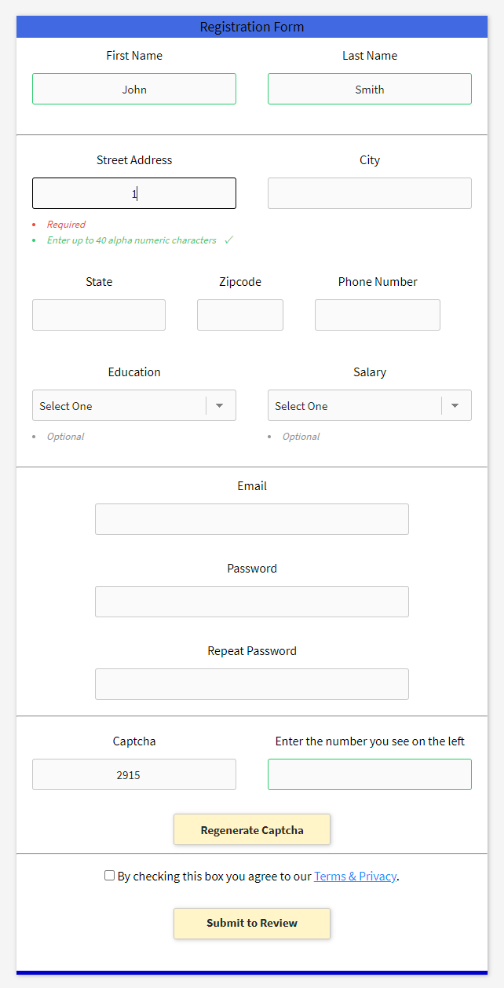 Registration Form
First Name Last Name
John Smith
Street Address City
1
Required
Enter up to 40 alpha numeric characters ✓
State Zipcode Phone Number
Education Salary
Select One Select One
Optional Optional
Email
Password
Repeat Password
Captcha Enter the number you see on the left
2915
Regenerate Captcha
By checking this box you agree to our Terms & Privacy.
Submit to Review